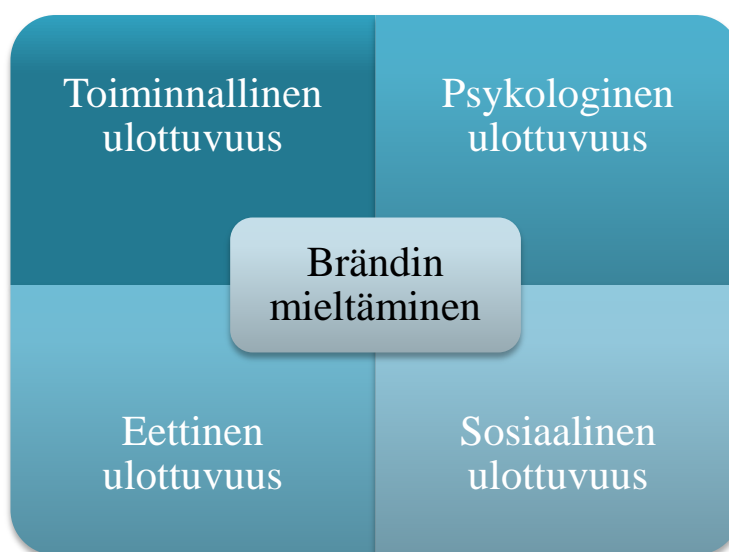 Toiminnallinen
ulottuvuus
Psykologinen
ulottuvuus
Brändin
mieltäminen
Eettinen
ulottuvuus
Sosiaalinen
ulottuvuus